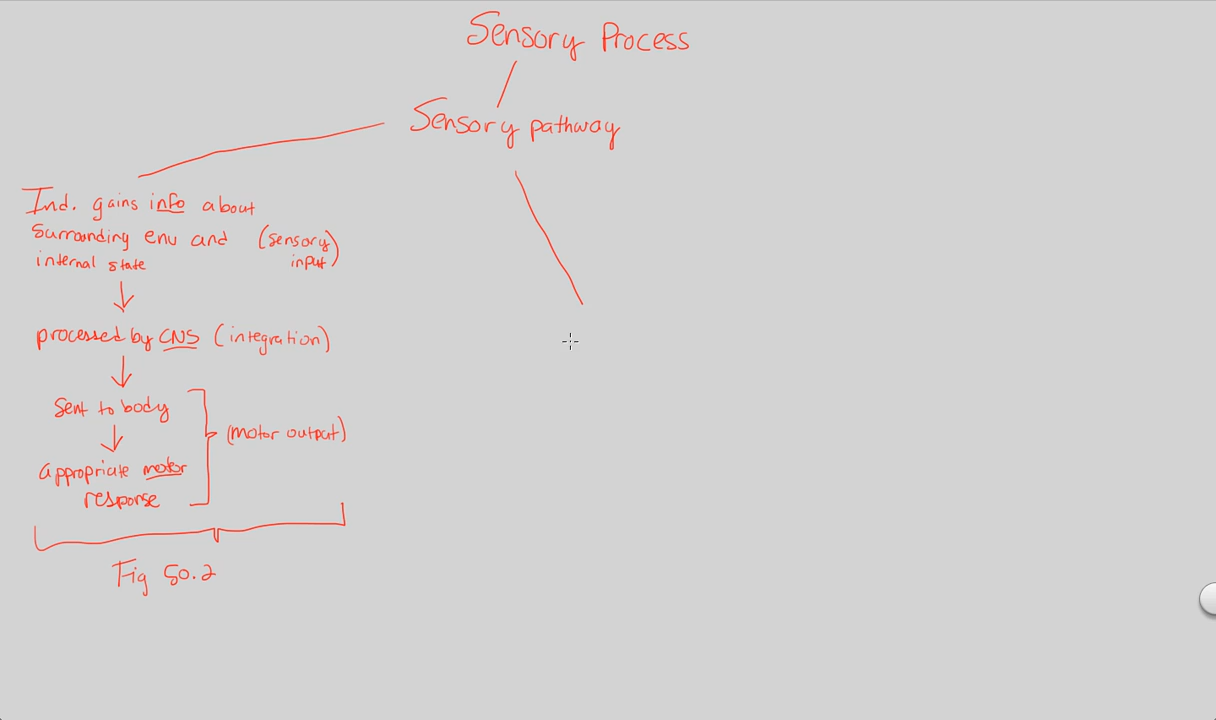 Sensory Process
Sensory pathway
Ind. gains info about
surrounding env and (sensory
internal state input)
processed by CNS (integration)
Sent to body
(motor output)
appropriate motor
response
Fig 50.2